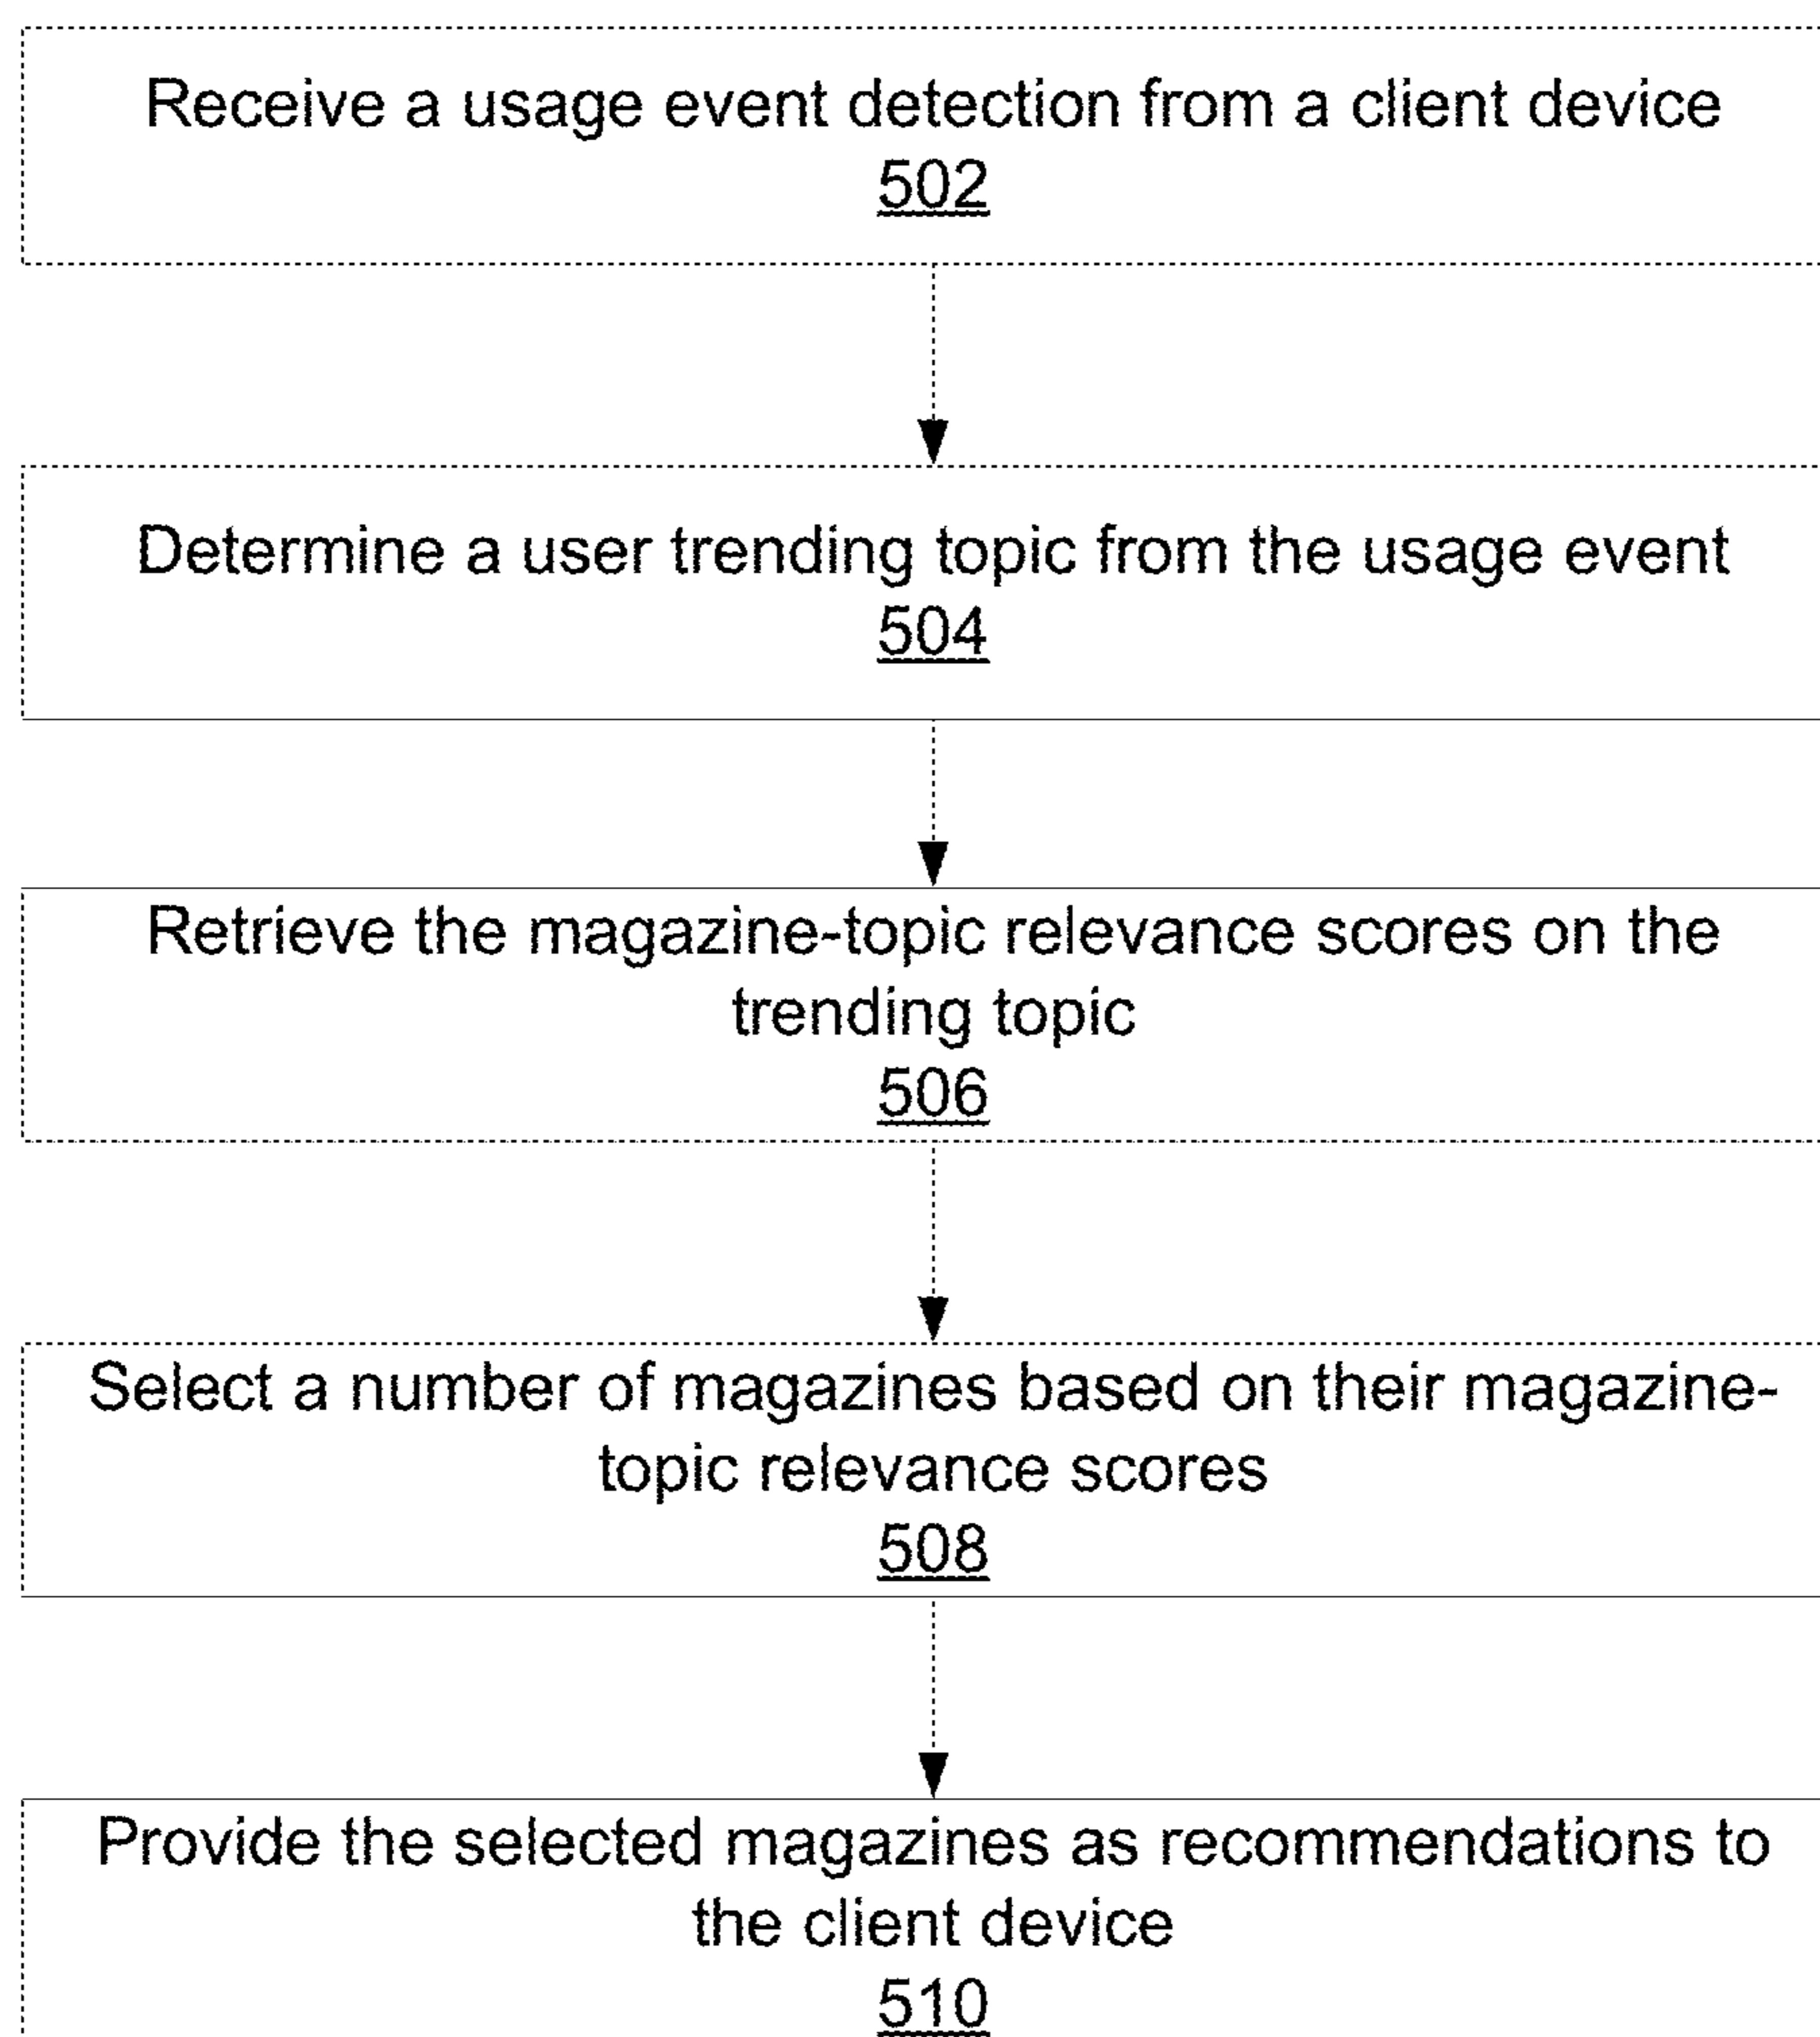 Receive a usage event detection from a client device
502
Determine a user trending topic from the usage event
504
Retrieve the magazine-topic relevance scores on the
trending topic
506
Select a number of magazines based on their magazine-
topic relevance scores
508
Provide the selected magazines as recommendations to
the client device
510